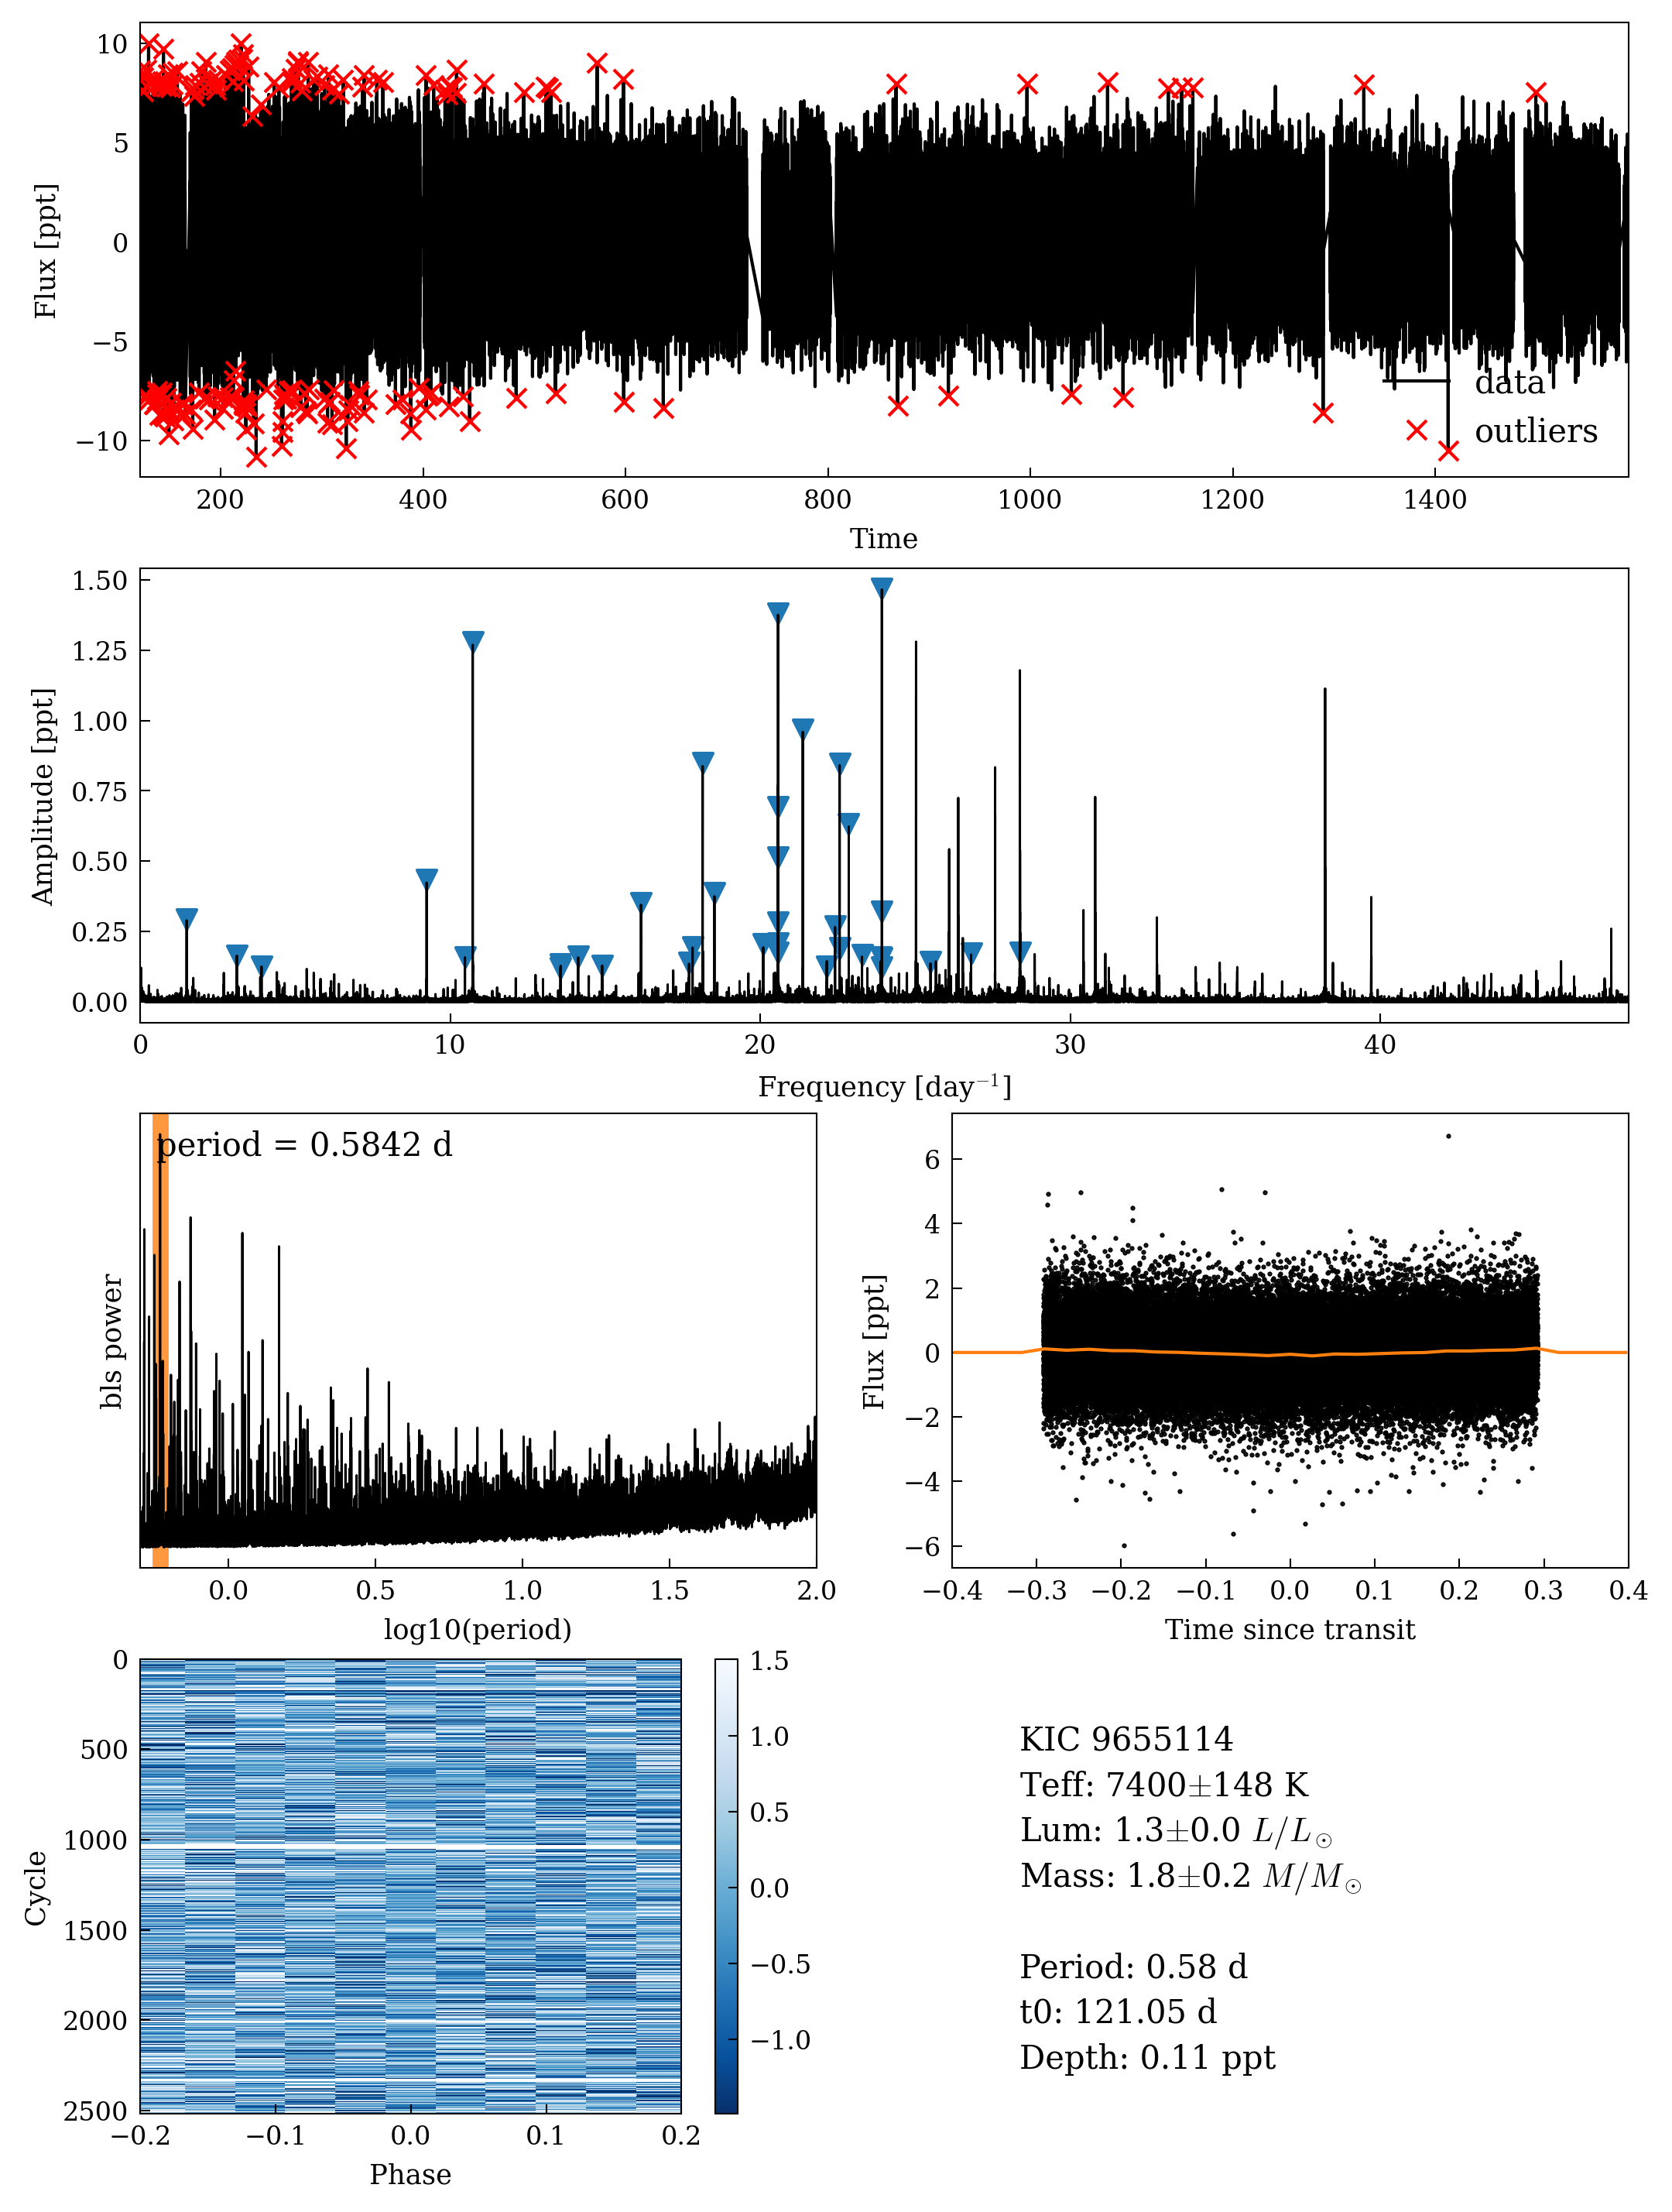 10
5
0
−5
−10
Flux [ppt]
data
outliers
200 400 600 800 1000 1200 1400
Time
1.50
1.25
1.00
0.75
0.50
0.25
0.00
Amplitude [ppt]
0 10 20 30 40
Frequency [day⁻¹]
period = 0.5842 d
bls power
0.0 0.5 1.0 1.5 2.0
log10(period)
6
4
2
0
−2
−4
−6
Flux [ppt]
−0.4 −0.3 −0.2 −0.1 0.0 0.1 0.2 0.3 0.4
Time since transit
0
500
1000
1500
2000
2500
Cycle
−0.2 −0.1 0.0 0.1 0.2
Phase
1.5
1.0
0.5
0.0
−0.5
−1.0
KIC 9655114
Teff: 7400±148 K
Lum: 1.3±0.0 L/L⊙
Mass: 1.8±0.2 M/M⊙
Period: 0.58 d
t0: 121.05 d
Depth: 0.11 ppt